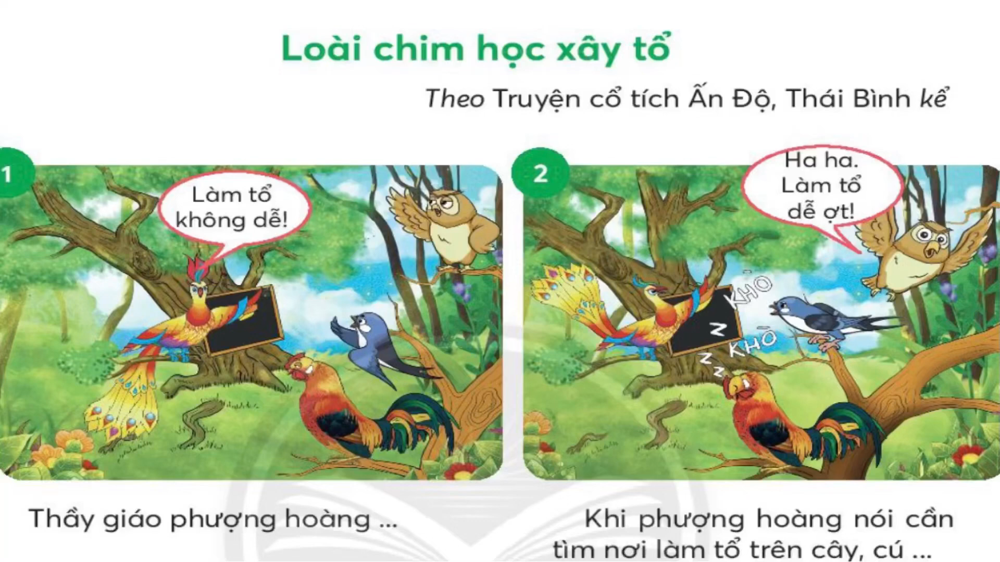 Loài chim học xây tổ
Theo Truyện cổ tích Ấn Độ, Thái Bình kể
1
Làm tổ
không dễ!
2
Ha ha.
Làm tổ
dễ ợt!
KHÒ
Z
KHÒ
Z
Z
Thầy giáo phượng hoàng ...
Khi phượng hoàng nói cần
tìm nơi làm tổ trên cây, cú ...